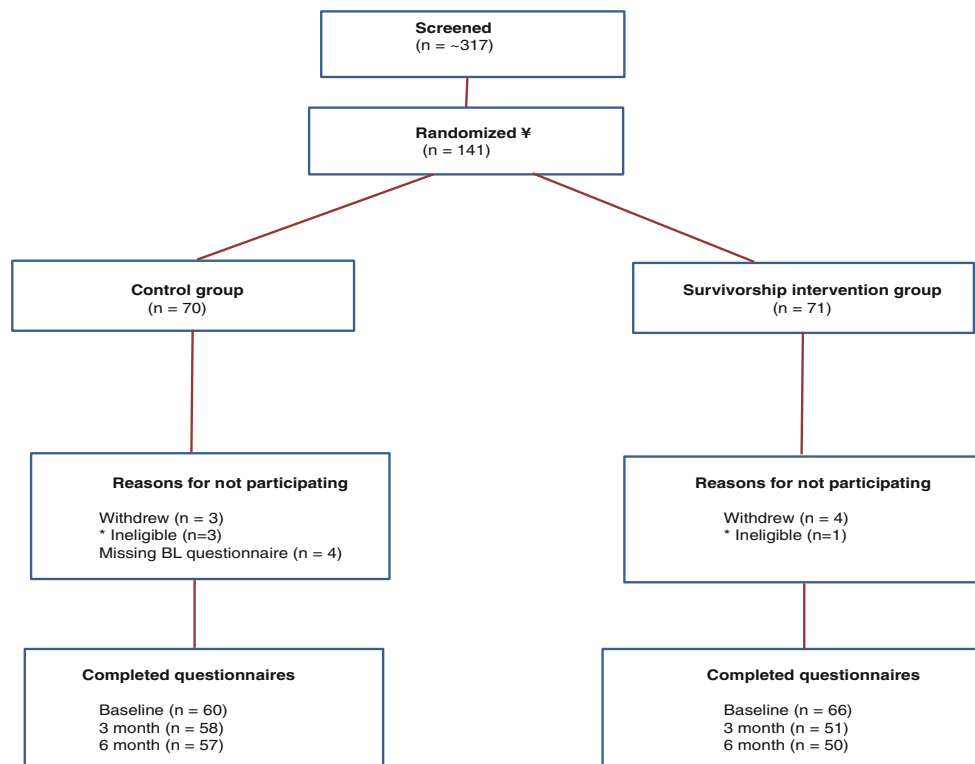 Screened
(n = ~317)
Randomized ¥
(n = 141)
Control group
(n = 70)
Survivorship intervention group
(n = 71)
Reasons for not participating
Withdrew (n = 3)
* Ineligible (n=3)
Missing BL questionnaire (n = 4)
Reasons for not participating
Withdrew (n = 4)
* Ineligible (n=1)
Completed questionnaires
Baseline (n = 60)
3 month (n = 58)
6 month (n = 57)
Completed questionnaires
Baseline (n = 66)
3 month (n = 51)
6 month (n = 50)